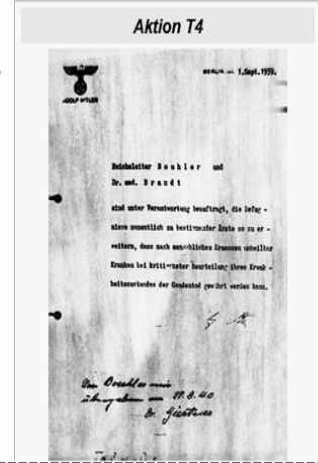 Aktion T4
ADOLF HITLER
BERLIN 1.Sept. 1939.
Reichsleiter Bouhler und
Dr. med. Brandt
sind unter Verantwortung beauftragt, die Befug -
nisse namentlich zu bestimmender Ärzte so zu er -
weitern, dass nach menschlichem Ermessen unheilbar
Kranken bei kritischster Beurteilung ihres Krank -
heitszustandes der Gnadentod gewährt werden kann.
Von Bouhler mir
übergeben am 27.8.40
Dr. Gürtner